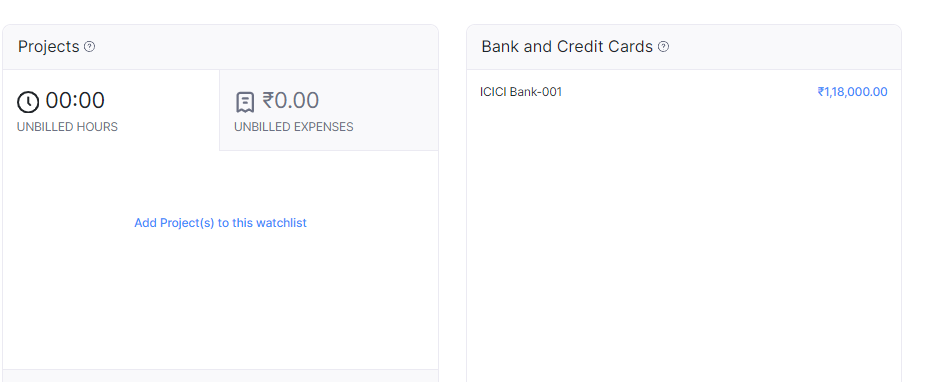 Projects
00:00
UNBILLED HOURS
₹0.00
UNBILLED EXPENSES
Add Project(s) to this watchlist
Bank and Credit Cards
ICICI Bank-001 ₹1,18,000.00